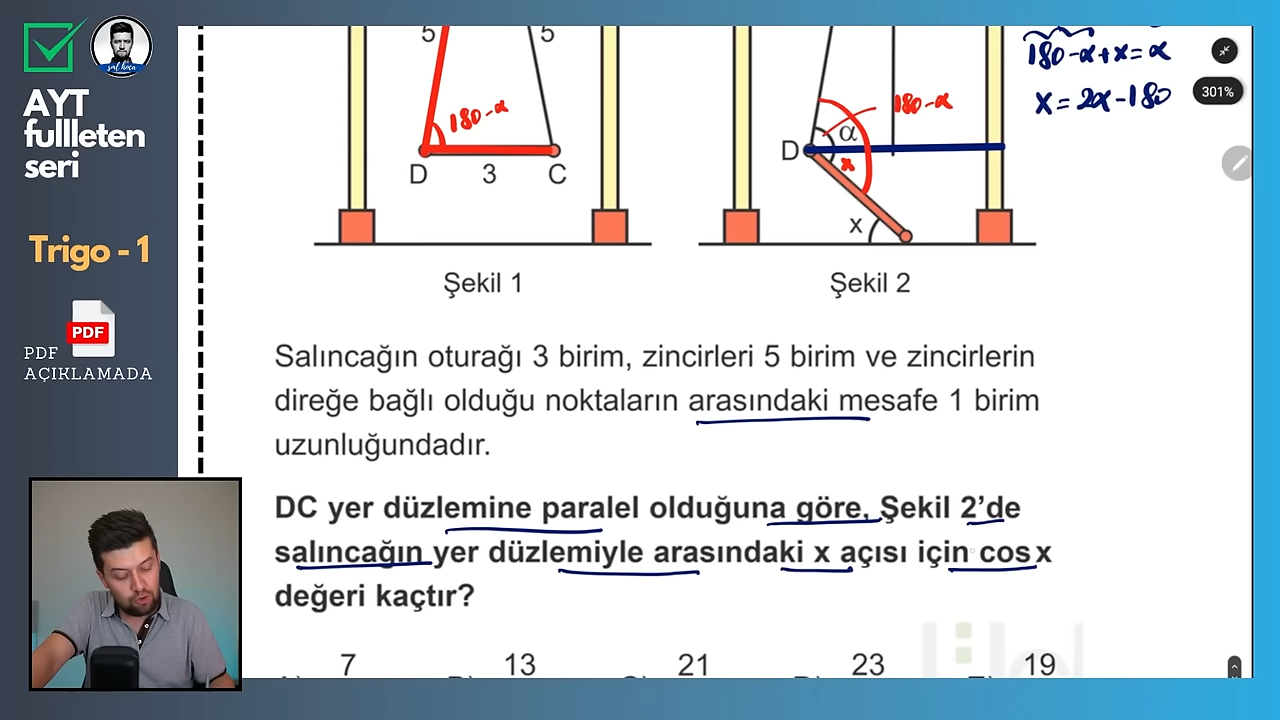 AYT
fullleten
seri
Trigo - 1
PDF
PDF
AÇIKLAMADA
5
5
180-α
D
3
C
Şekil 1
180-α
α
D
x
x
Şekil 2
180-α+x=α
x=2α-180
301%
Salıncağın oturağı 3 birim, zincirleri 5 birim ve zincirlerin
direğe bağlı olduğu noktaların arasındaki mesafe 1 birim
uzunluğundadır.
DC yer düzlemine paralel olduğuna göre, Şekil 2'de
salıncağın yer düzlemiyle arasındaki x açısı için cosx
değeri kaçtır?
7 13 21 23 19